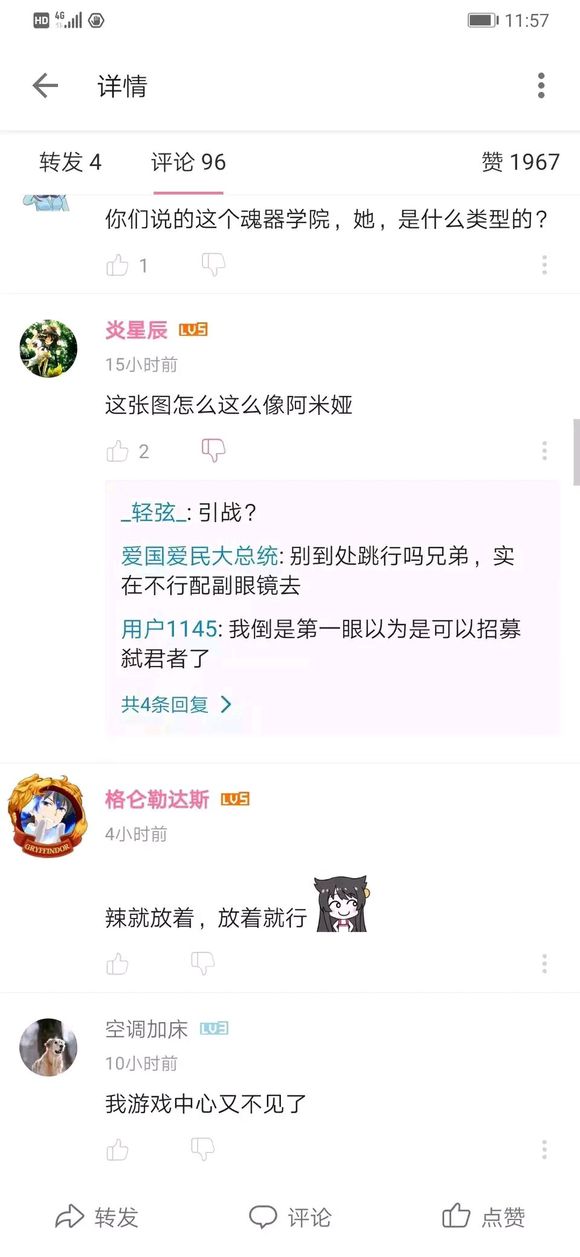 HD 4G 11:57
详情
转发 4 评论 96 赞 1967
你们说的这个魂器学院，她，是什么类型的？
1
炎星辰 LV5
15小时前
这张图怎么这么像阿米娅
2
_轻弦_: 引战？
爱国爱民大总统: 别到处跳行吗兄弟，实
在不行配副眼镜去
用户1145: 我倒是第一眼以为是可以招募
弑君者了
共4条回复
格仑勒达斯 LV5
GRYFFINDOR
4小时前
辣就放着，放着就行
空调加床 LV3
10小时前
我游戏中心又不见了
转发 评论 点赞